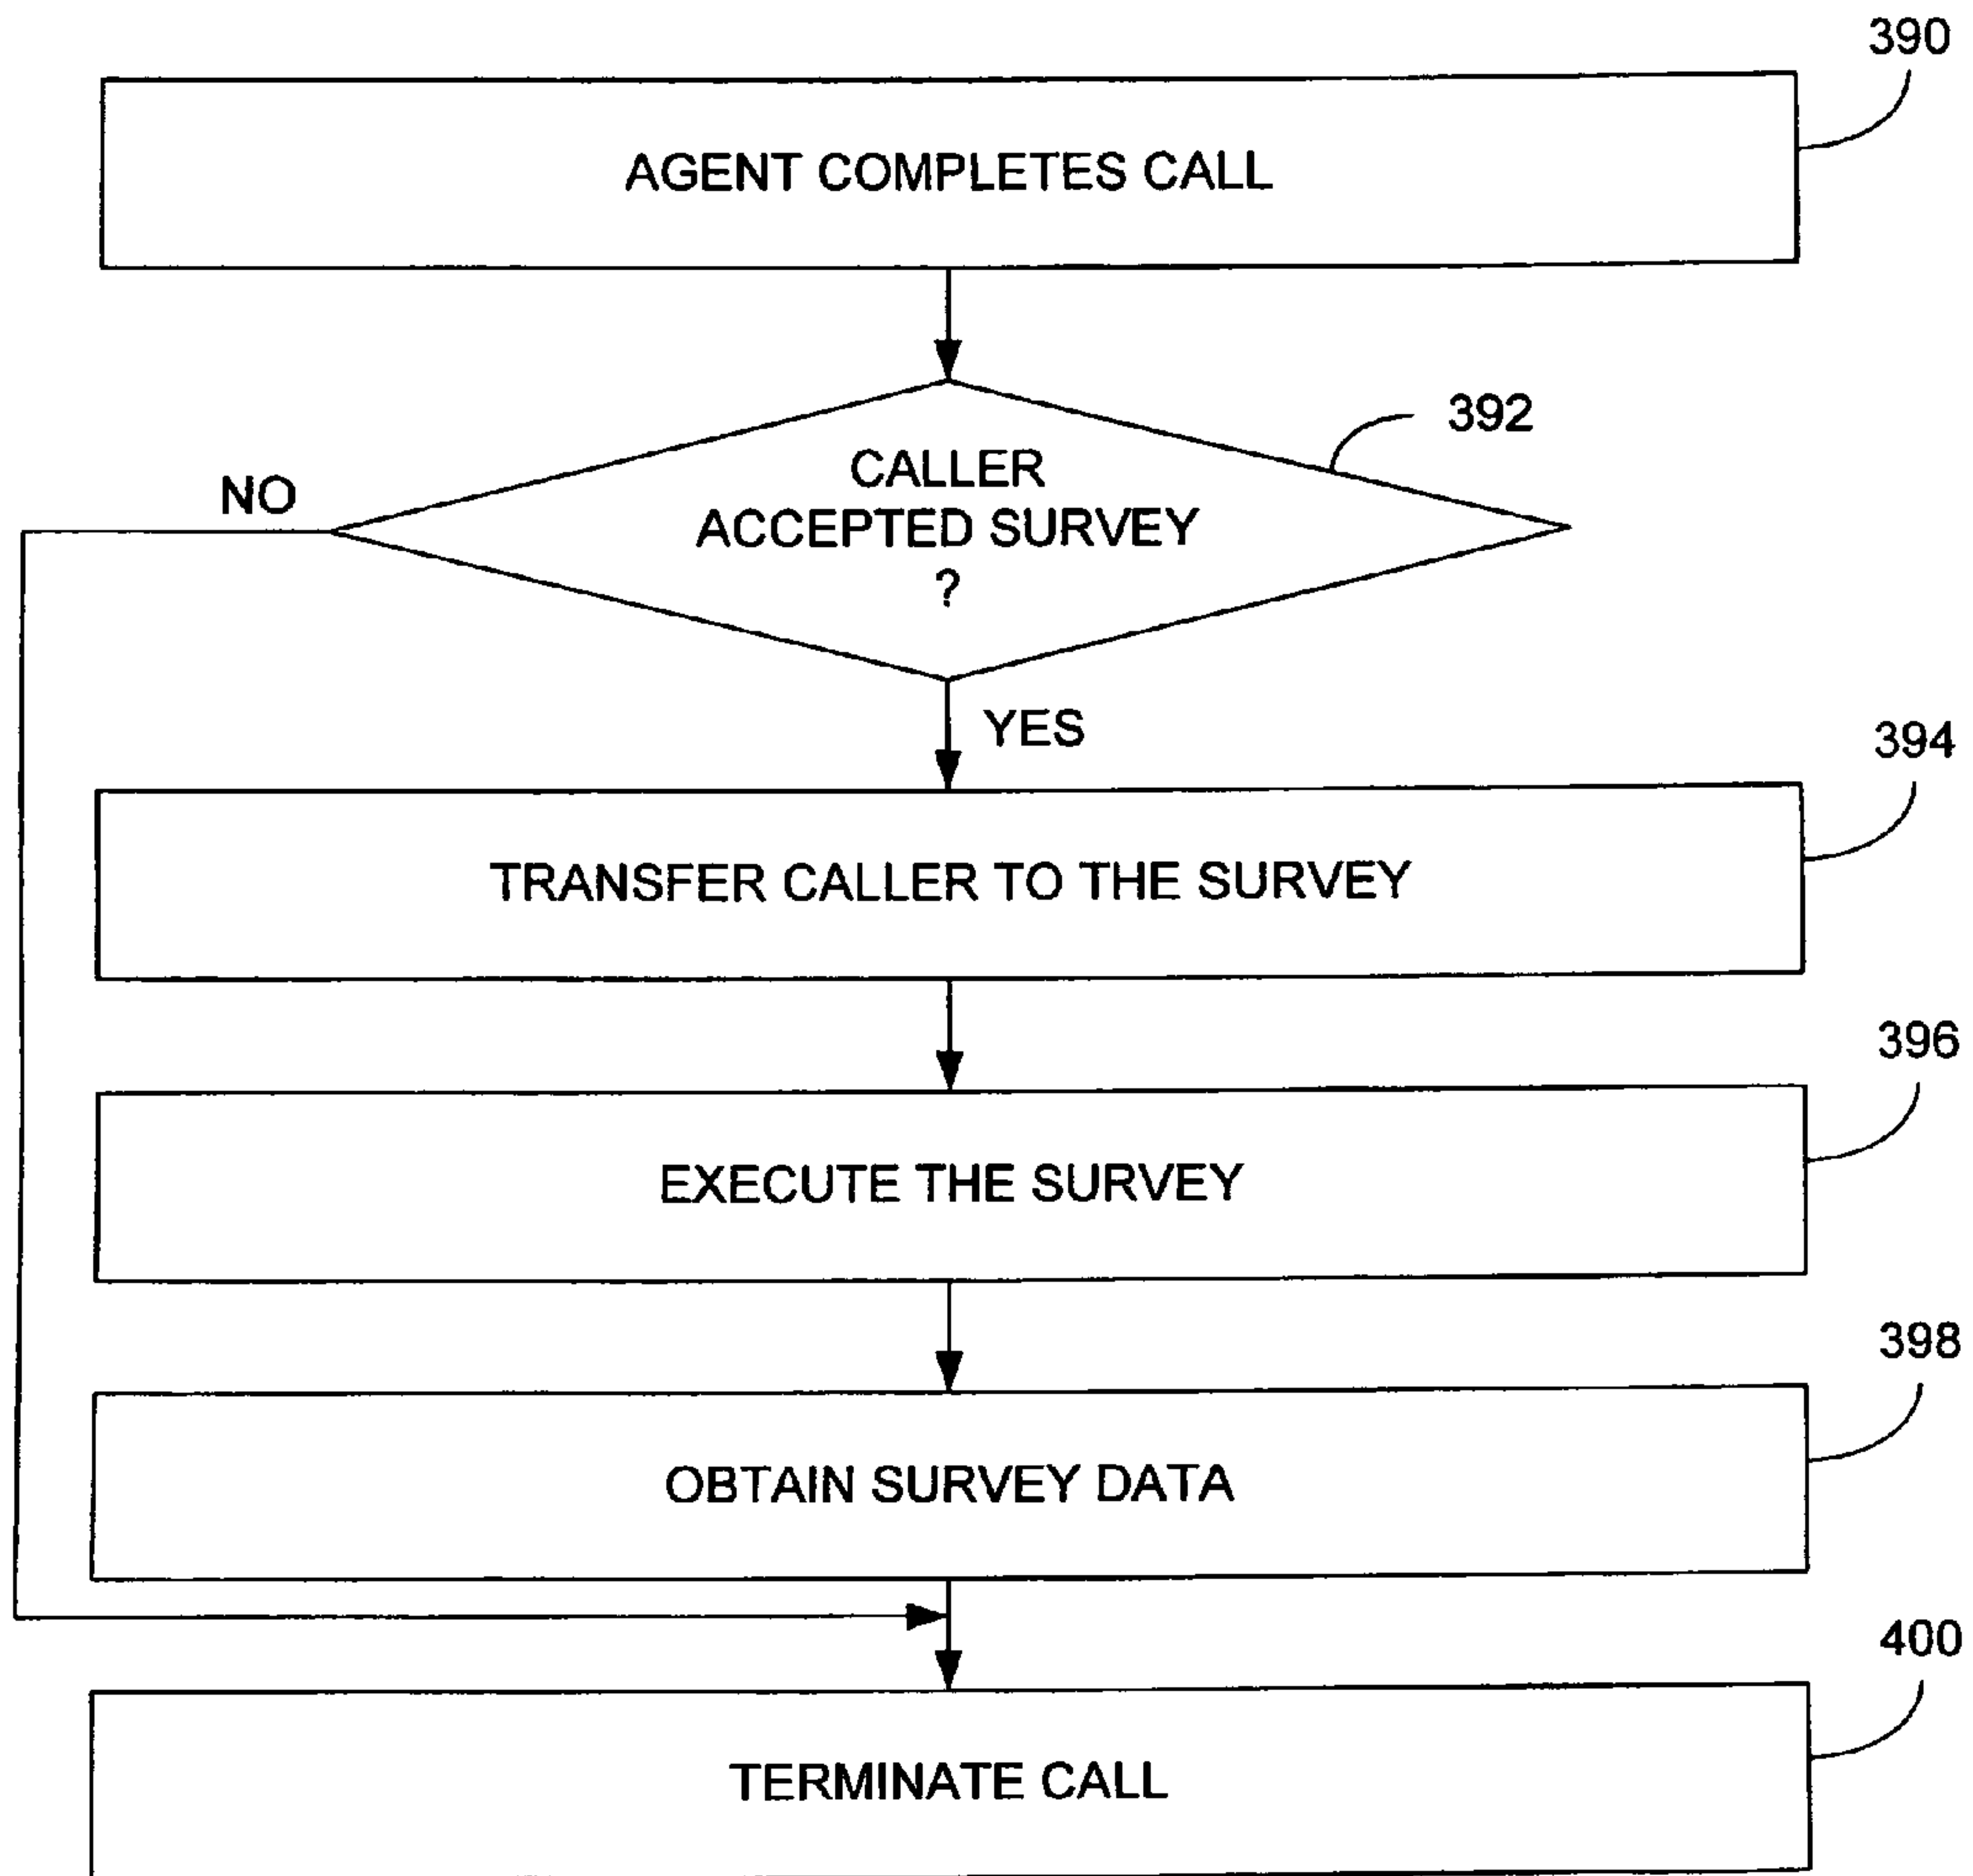 390
AGENT COMPLETES CALL
392
CALLER
ACCEPTED SURVEY
?
NO
YES
394
TRANSFER CALLER TO THE SURVEY
396
EXECUTE THE SURVEY
398
OBTAIN SURVEY DATA
400
TERMINATE CALL